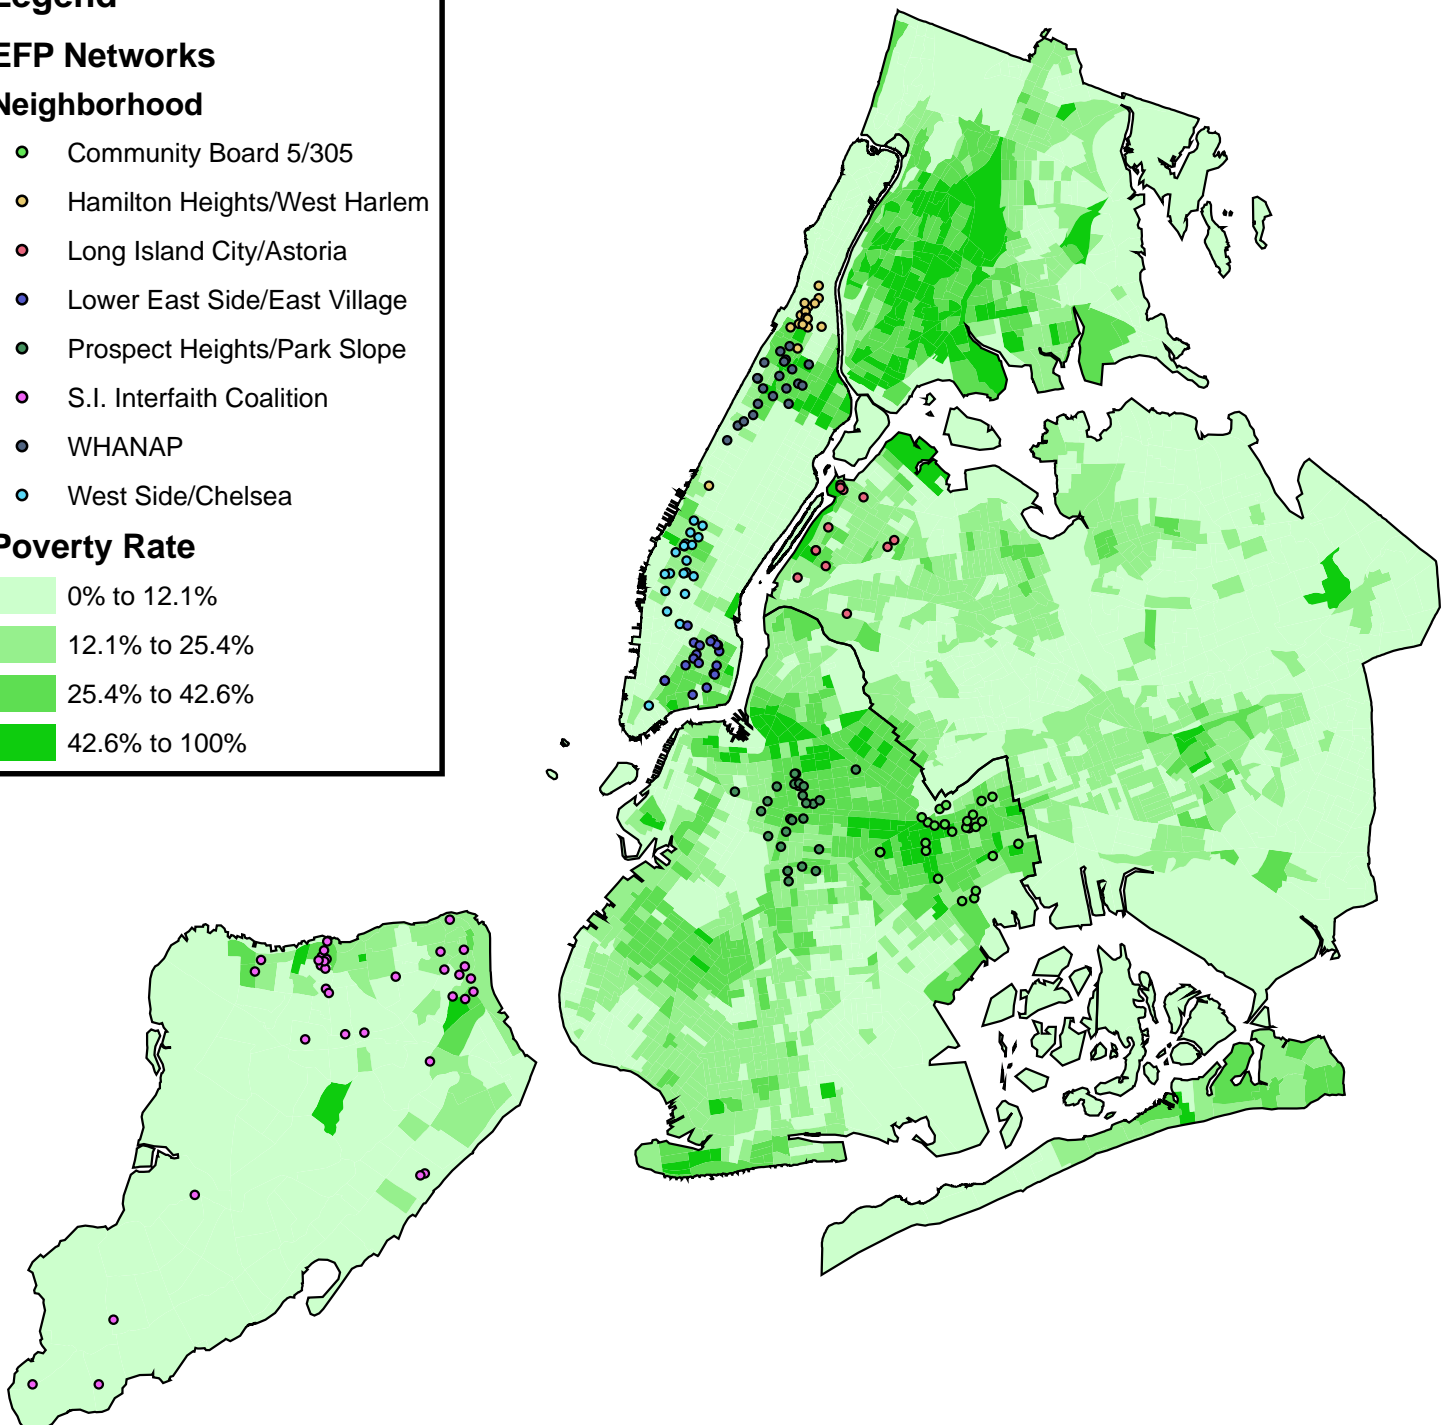 Legend
EFP Networks
Neighborhood
Community Board 5/305
Hamilton Heights/West Harlem
Long Island City/Astoria
Lower East Side/East Village
Prospect Heights/Park Slope
S.I. Interfaith Coalition
WHANAP
West Side/Chelsea
Poverty Rate
0% to 12.1%
12.1% to 25.4%
25.4% to 42.6%
42.6% to 100%